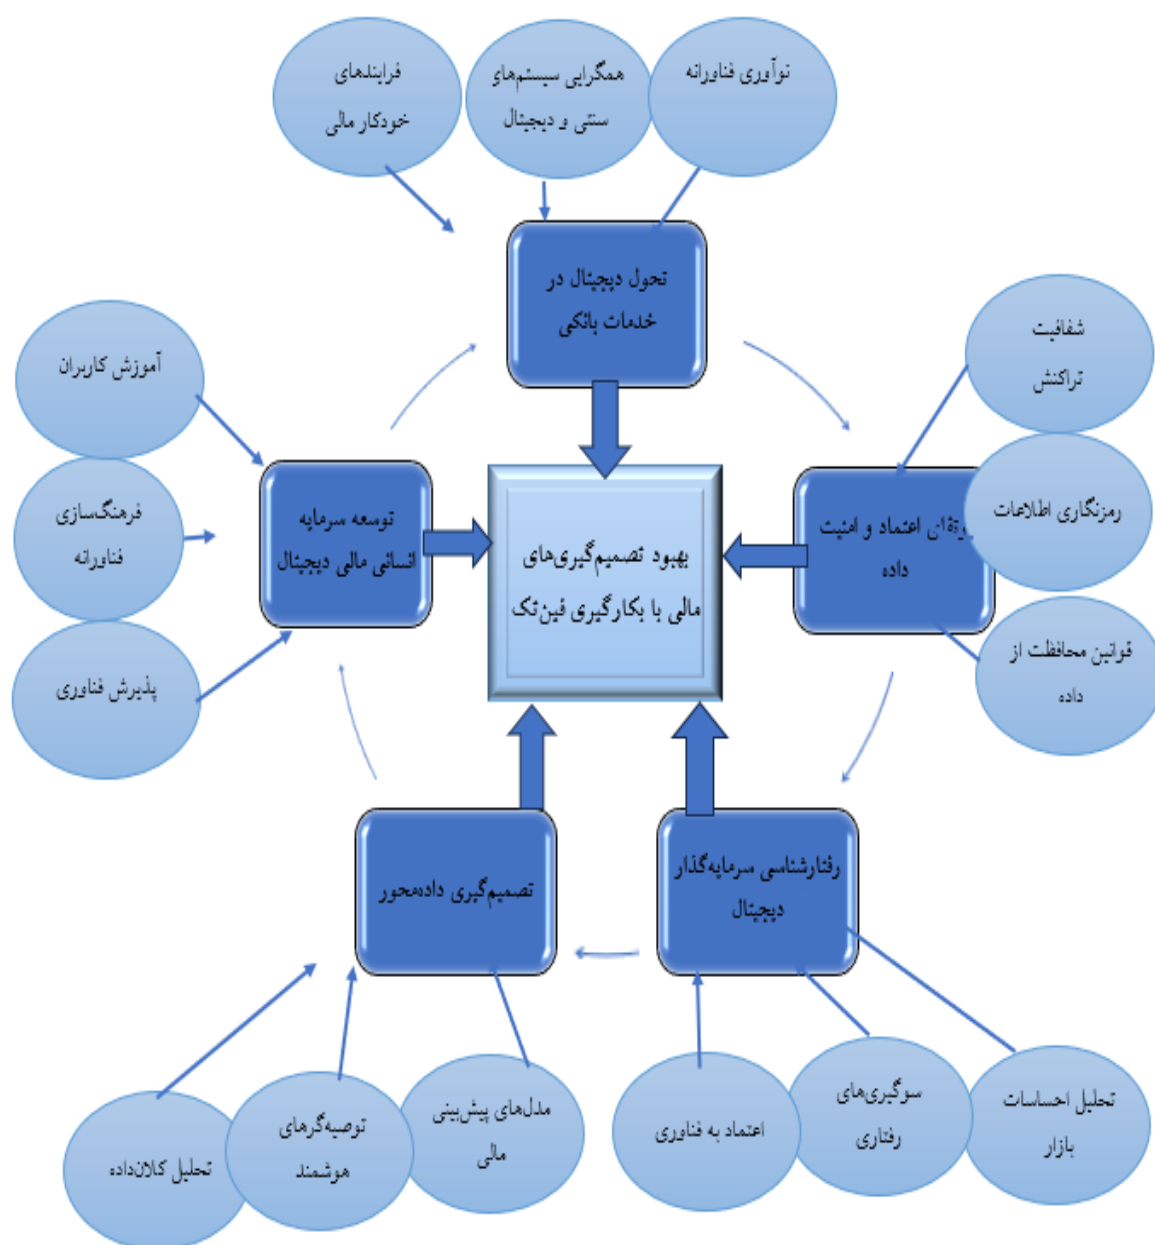 فرایندهای
خودکار مالی
همگرایی سیستم‌های
سنتی و دیجیتال
نوآوری فناورانه
تحول دیجیتال در
خدمات بانکی
شفافیت
تراکنش
رمزنگاری اطلاعات
قوانین محافظت از
داده
اعتماد و امنیت
داده
آموزش کاربران
فرهنگ‌سازی
فناورانه
پذیرش فناوری
توسعه سرمایه
انسانی مالی دیجیتال
بهبود تصمیم‌گیری‌های
مالی با بکارگیری فین‌تک
تصمیم‌گیری داده‌محور
رفتارشناسی سرمایه‌گذار
دیجیتال
تحلیل کلان‌داده
توصیه‌گرهای
هوشمند
مدل‌های پیش‌بینی
مالی
اعتماد به فناوری
سوگیری‌های
رفتاری
تحلیل احساسات
بازار